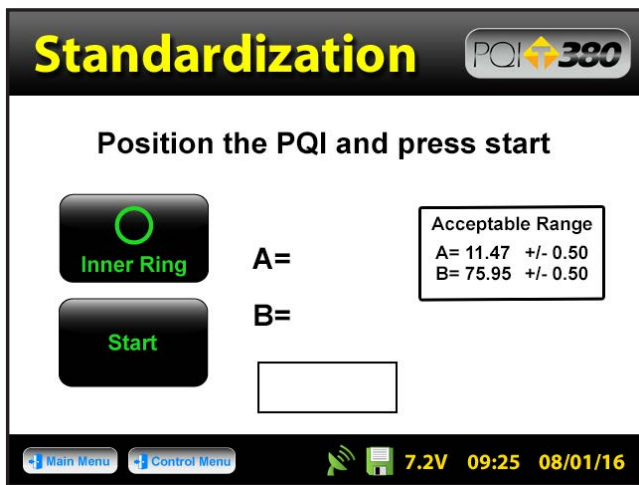 Standardization
PQI T 380
Position the PQI and press start
Inner Ring
Start
A=
B=
Acceptable Range
A= 11.47 +/- 0.50
B= 75.95 +/- 0.50
Main Menu
Control Menu
7.2V 09:25 08/01/16